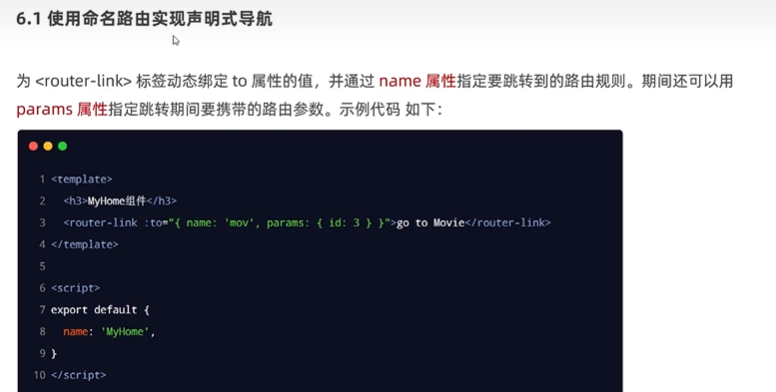 6.1 使用命名路由实现声明式导航
为 <router-link> 标签动态绑定 to 属性的值，并通过 name 属性指定要跳转到的路由规则。期间还可以用
params 属性指定跳转期间要携带的路由参数。示例代码 如下：
1 <template>
2   <h3>MyHome组件</h3>
3   <router-link :to="{ name: 'mov', params: { id: 3 } }">go to Movie</router-link>
4 </template>
5
6 <script>
7 export default {
8   name: 'MyHome',
9 }
10 </script>